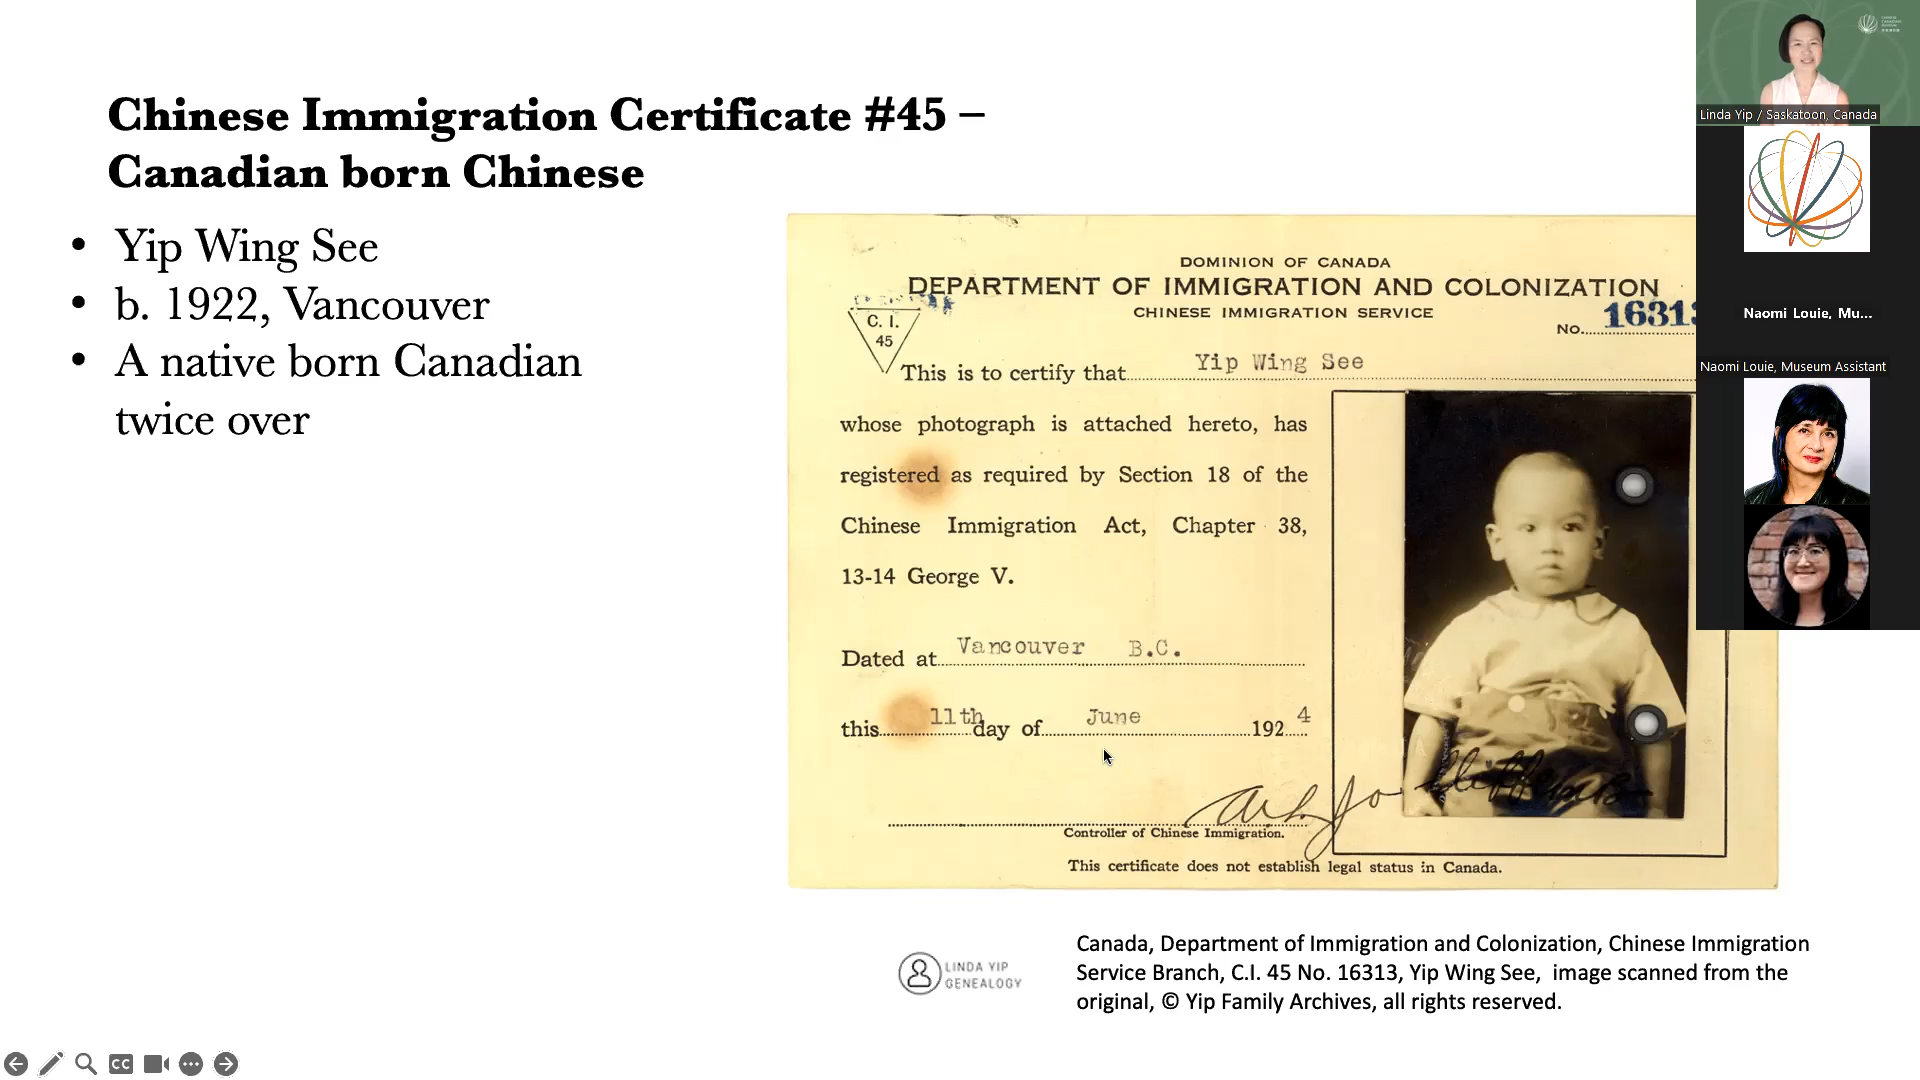 Chinese Immigration Certificate #45 –
Canadian born Chinese
• Yip Wing See
• b. 1922, Vancouver
• A native born Canadian
twice over
DOMINION OF CANADA
DEPARTMENT OF IMMIGRATION AND COLONIZATION
CHINESE IMMIGRATION SERVICE
C. I.
45
No. 16313
This is to certify that Yip Wing See
whose photograph is attached hereto, has
registered as required by Section 18 of the
Chinese Immigration Act, Chapter 38,
13-14 George V.
Dated at Vancouver B.C.
this 11th day of June 1924
Controller of Chinese Immigration.
This certificate does not establish legal status in Canada.
LINDA YIP
GENEALOGY
Canada, Department of Immigration and Colonization, Chinese Immigration
Service Branch, C.I. 45 No. 16313, Yip Wing See, image scanned from the
original, © Yip Family Archives, all rights reserved.
Linda Yip / Saskatoon, Canada
Naomi Louie, Mu...
Naomi Louie, Museum Assistant
CC